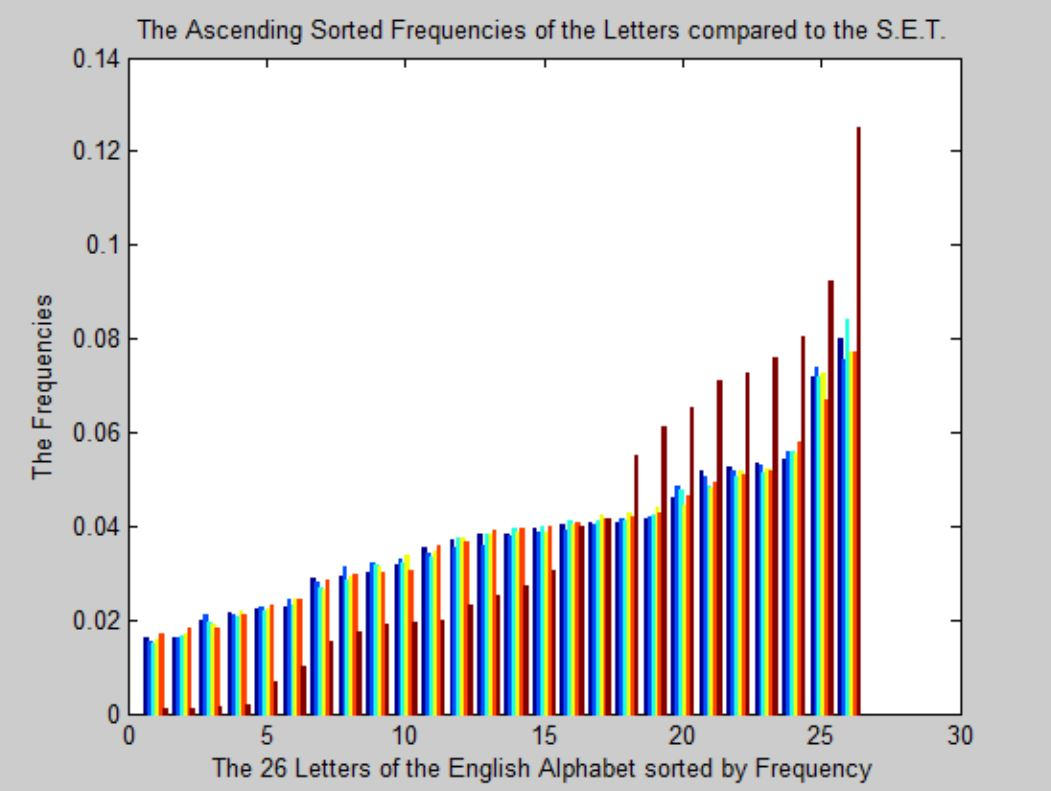 The Ascending Sorted Frequencies of the Letters compared to the S.E.T.
0.14
0.12
0.1
0.08
0.06
0.04
0.02
0
The Frequencies
0 5 10 15 20 25 30
The 26 Letters of the English Alphabet sorted by Frequency